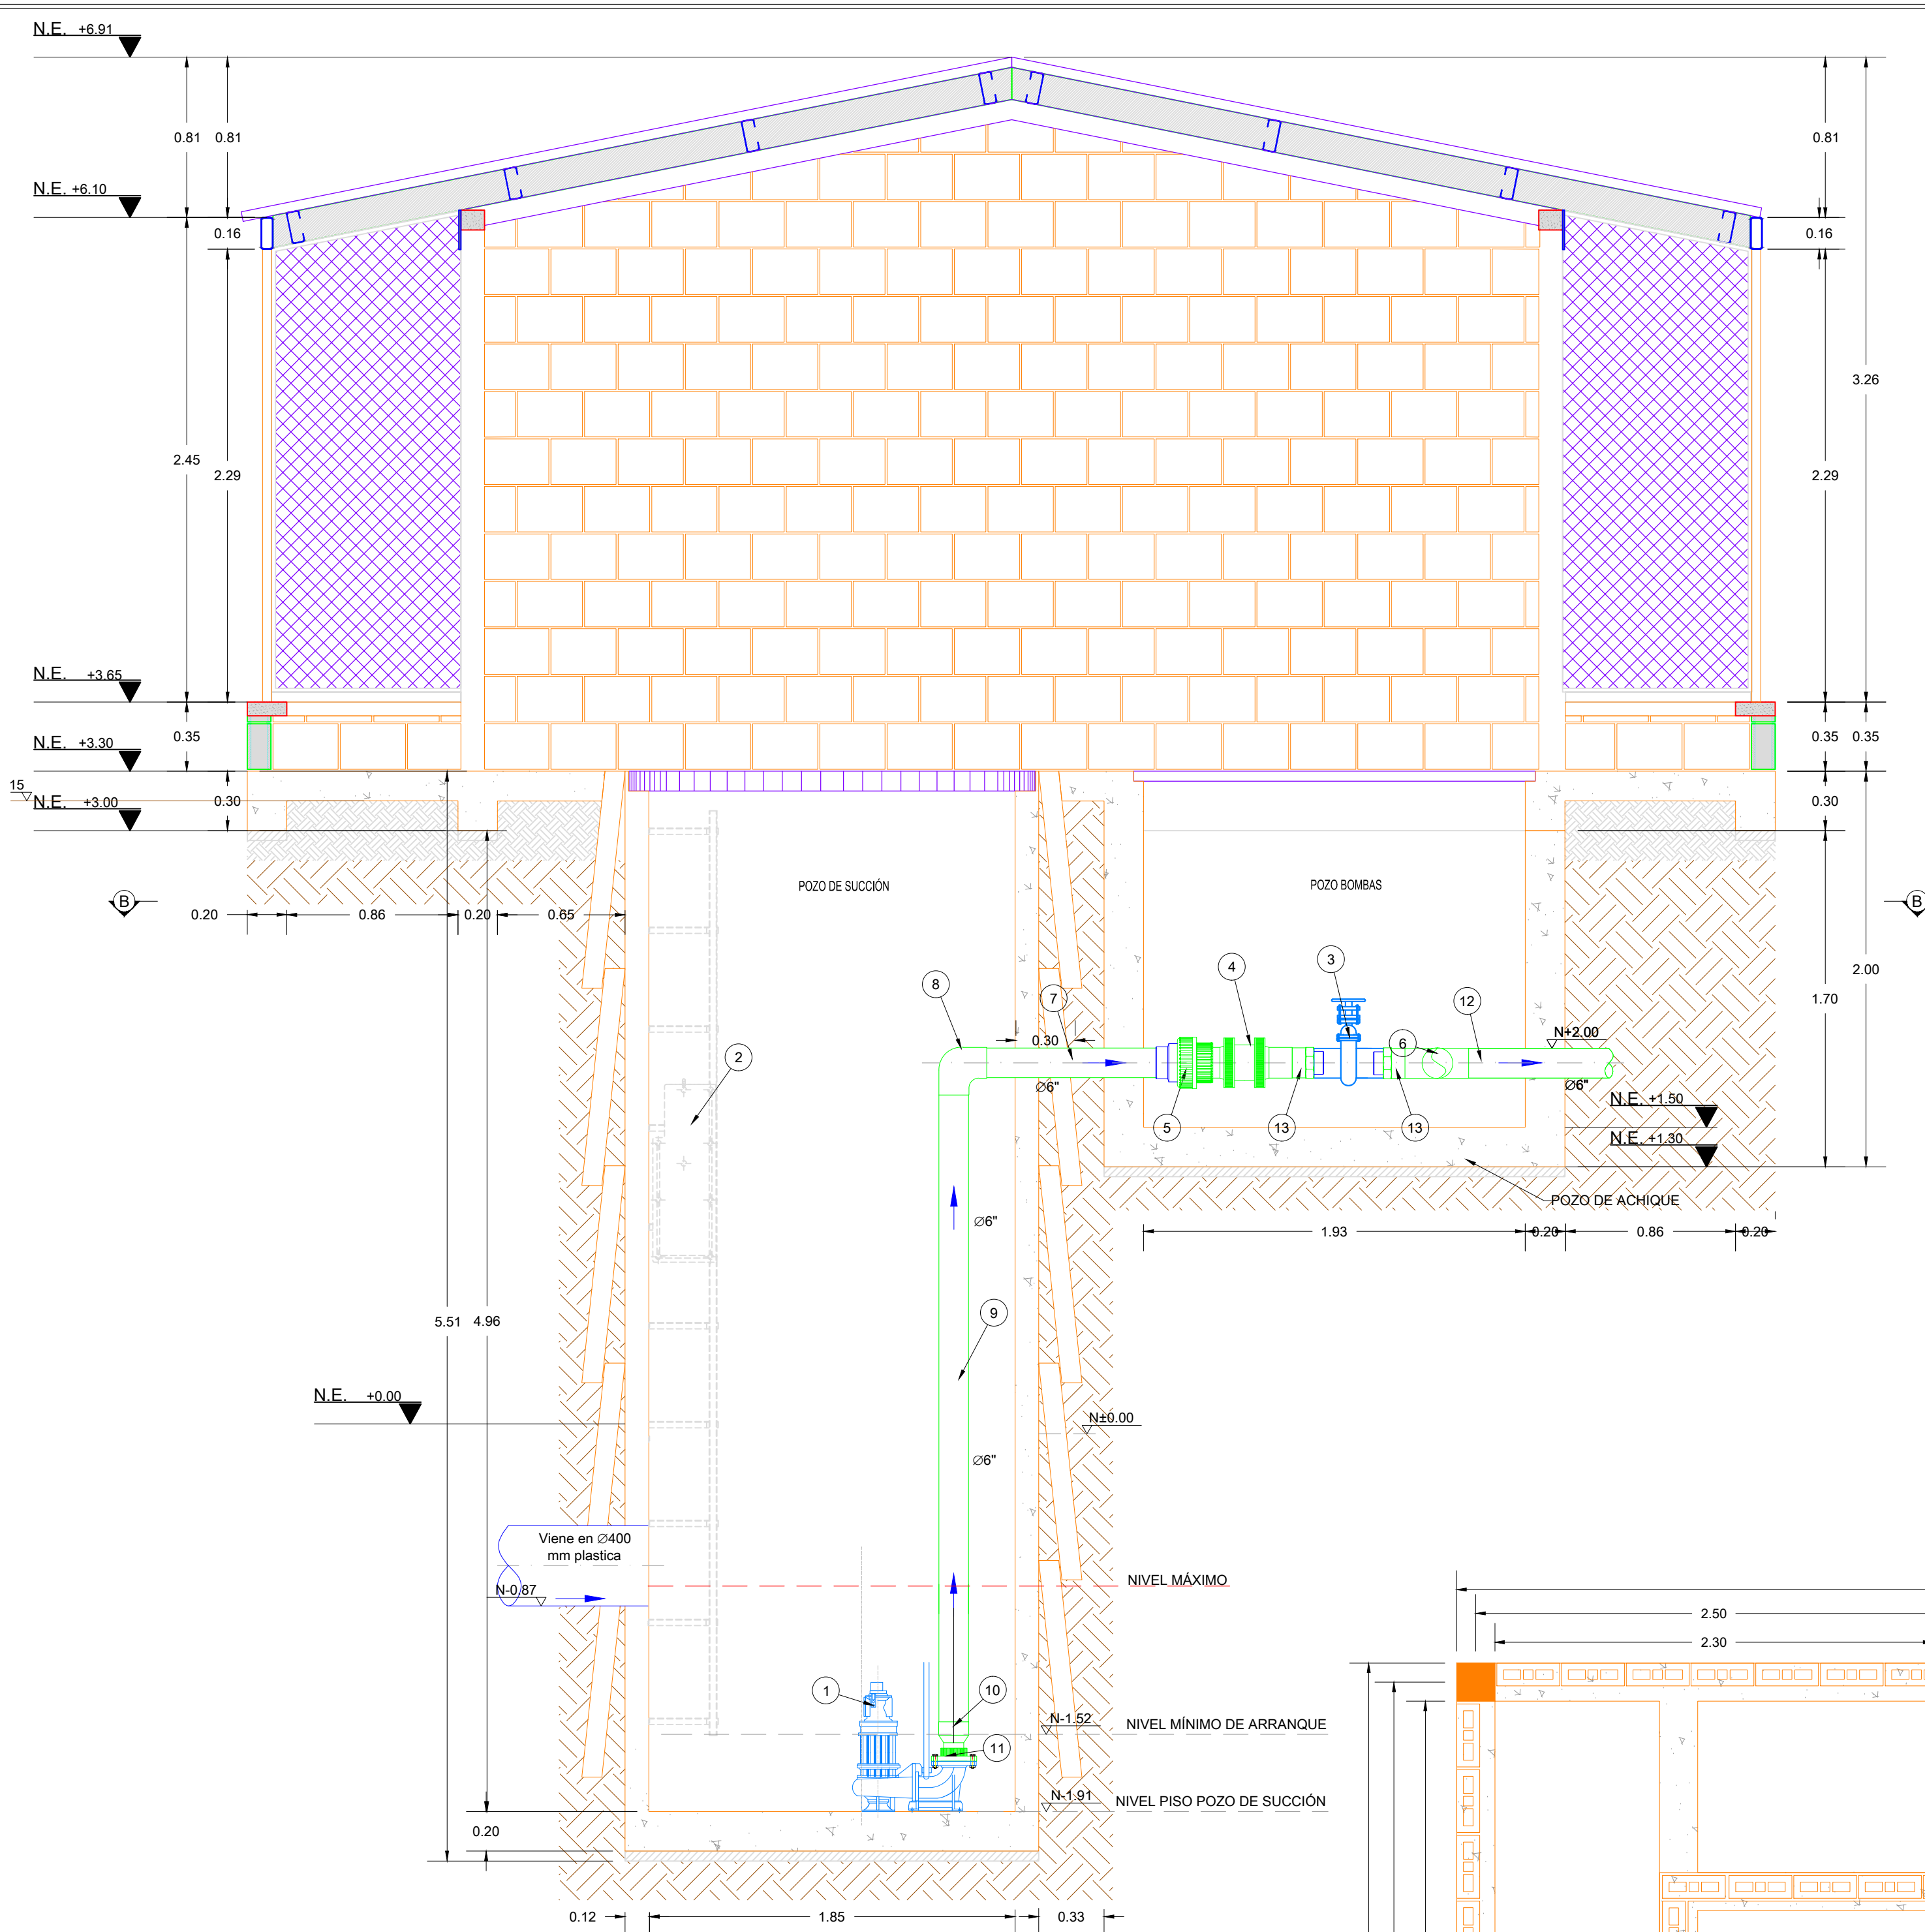 N.E. +6.91
0.81
0.81
0.81
N.E. +6.10
0.16
0.16
3.26
2.45
2.29
2.29
N.E. +3.65
0.35
0.35
0.35
N.E. +3.30
15
0.30
0.30
N.E. +3.00
POZO DE SUCCIÓN
POZO BOMBAS
B
B
0.20
0.86
0.20
0.65
4
3
2.00
8
7
12
1.70
0.30
N+2.00
6
2
Ø6"
Ø6"
N.E. +1.50
5
13
13
N.E. +1.30
POZO DE ACHIQUE
Ø6"
1.93
0.20
0.86
0.20
9
5.51
4.96
N.E. +0.00
N±0.00
Ø6"
Viene en Ø400
mm plastica
N-0.87
NIVEL MÁXIMO
2.50
2.30
1
10
N-1.52
NIVEL MÍNIMO DE ARRANQUE
11
N-1.91
NIVEL PISO POZO DE SUCCIÓN
0.20
0.12
1.85
0.33